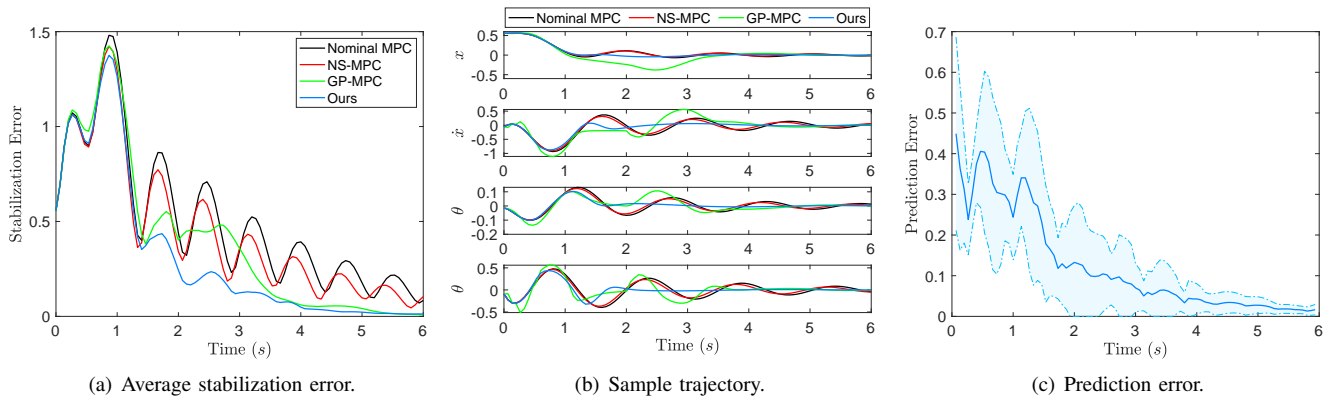 1.5
1
0.5
0
0 1 2 3 4 5 6
Stabilization Error
Time (s)
Nominal MPC
NS-MPC
GP-MPC
Ours
(a) Average stabilization error.
Nominal MPC NS-MPC GP-MPC Ours
0.5
0
-0.5
x
0 1 2 3 4 5 6
0.5
0
-0.5
-1
ẋ
0 1 2 3 4 5 6
0.1
0
-0.1
0.2
θ
0 1 2 3 4 5 6
0.5
0
-0.5
θ
0 1 2 3 4 5 6
Time (s)
(b) Sample trajectory.
0.7
0.6
0.5
0.4
0.3
0.2
0.1
0
0 1 2 3 4 5 6
Prediction Error
Time (s)
(c) Prediction error.